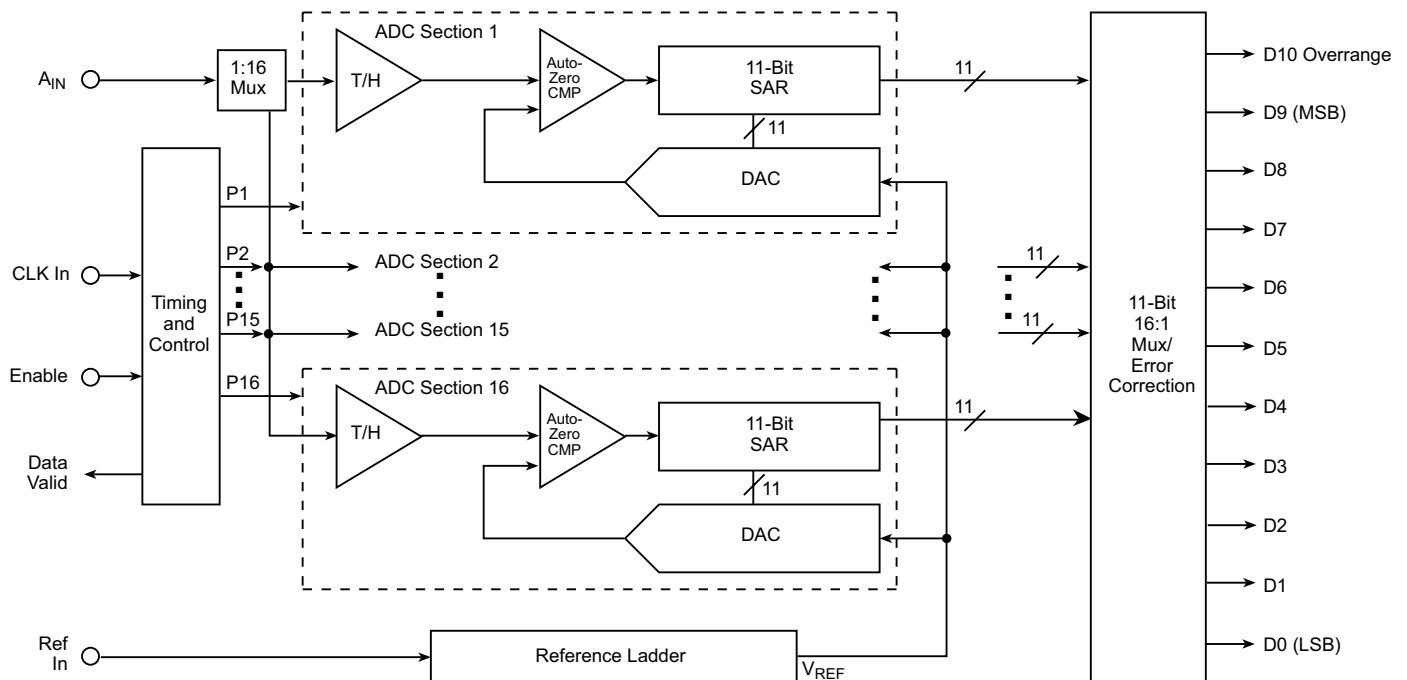 ADC Section 1
A_IN
1:16
Mux
T/H
Auto-
Zero
CMP
11-Bit
SAR
11
11
DAC
D10 Overrange
D9 (MSB)
D8
D7
D6
D5
D4
D3
D2
D1
D0 (LSB)
P1
P2
P15
P16
CLK In
Enable
Data
Valid
Timing
and
Control
ADC Section 2
ADC Section 15
11
11
11-Bit
16:1
Mux/
Error
Correction
ADC Section 16
T/H
Auto-
Zero
CMP
11-Bit
SAR
11
11
DAC
Ref
In
Reference Ladder
V_REF